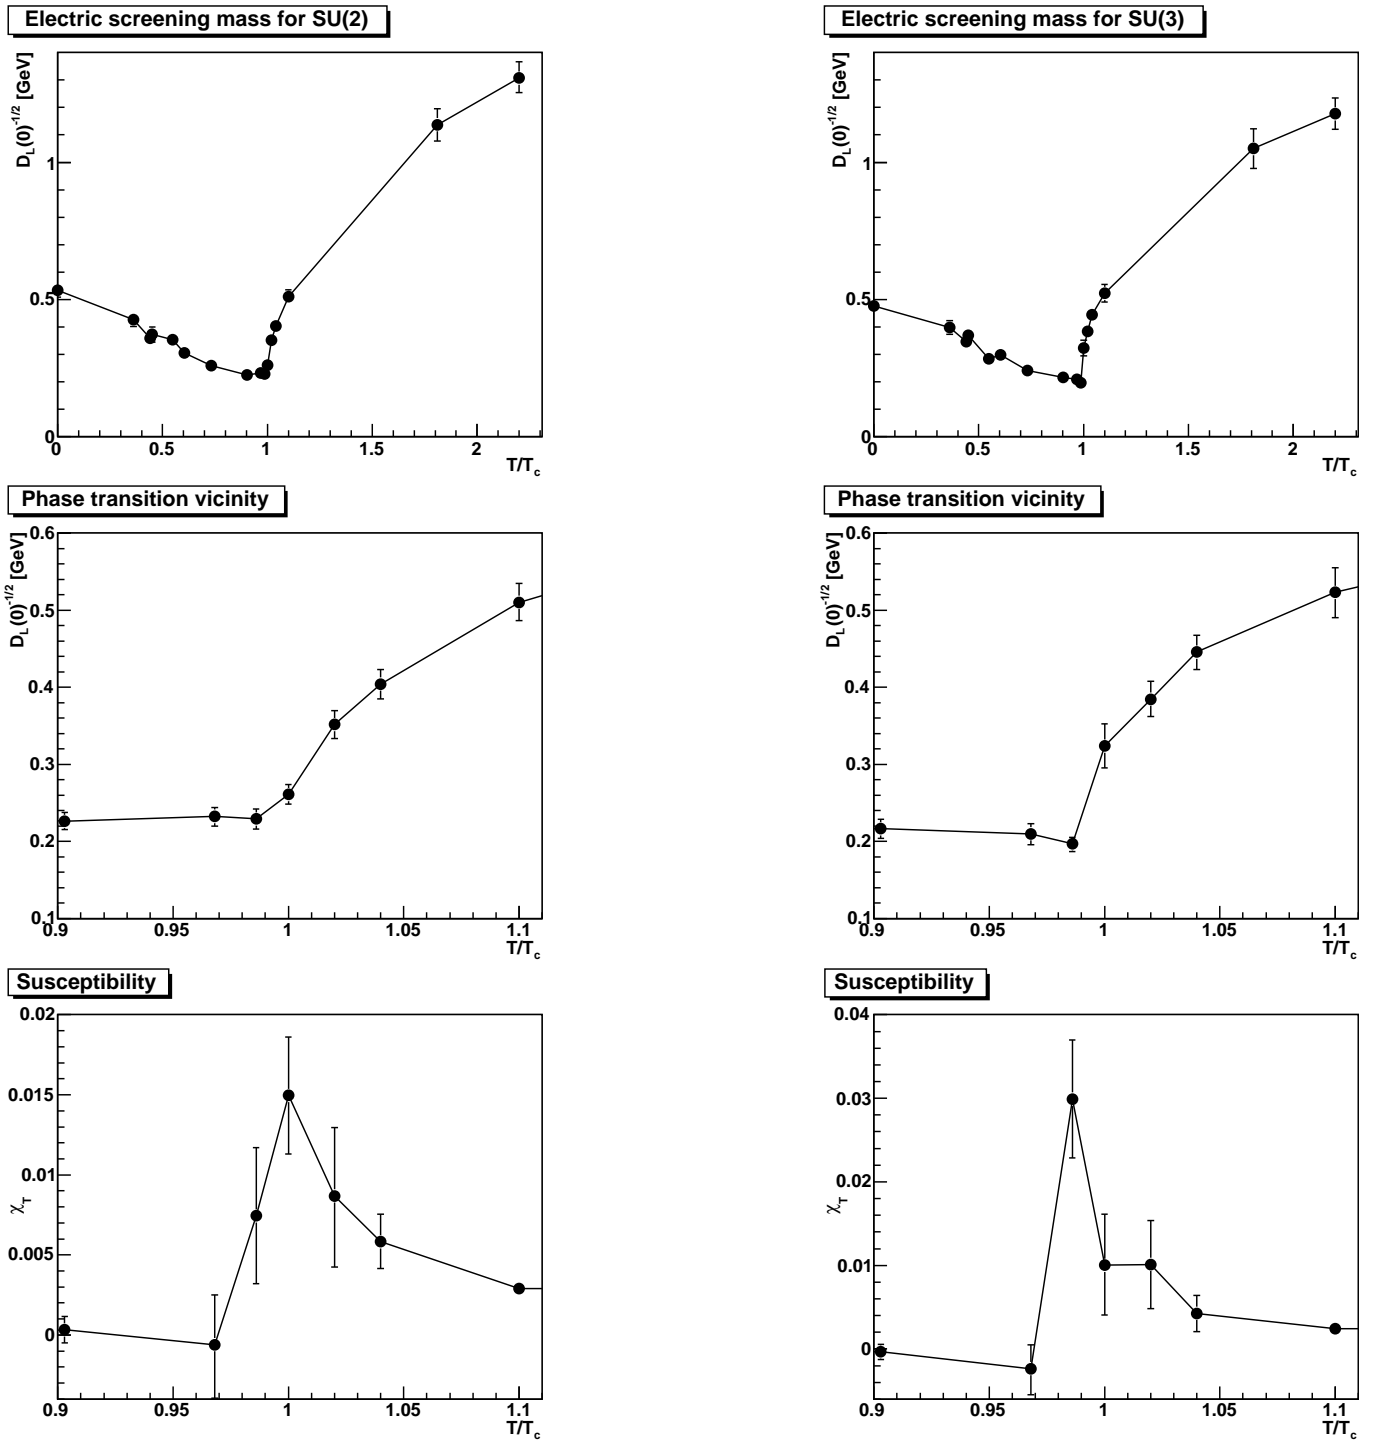 Electric screening mass for SU(2)
D_L(0)^-1/2 [GeV]
1
0.5
0
0 0.5 1 1.5 2
T/T_c
Electric screening mass for SU(3)
D_L(0)^-1/2 [GeV]
1
0.5
0
0 0.5 1 1.5 2
T/T_c
Phase transition vicinity
D_L(0)^-1/2 [GeV]
0.6
0.5
0.4
0.3
0.2
0.1
0.9 0.95 1 1.05 1.1
T/T_c
Phase transition vicinity
D_L(0)^-1/2 [GeV]
0.6
0.5
0.4
0.3
0.2
0.1
0.9 0.95 1 1.05 1.1
T/T_c
Susceptibility
χ_T
0.02
0.015
0.01
0.005
0
0.9 0.95 1 1.05 1.1
T/T_c
Susceptibility
χ_T
0.04
0.03
0.02
0.01
0
0.9 0.95 1 1.05 1.1
T/T_c